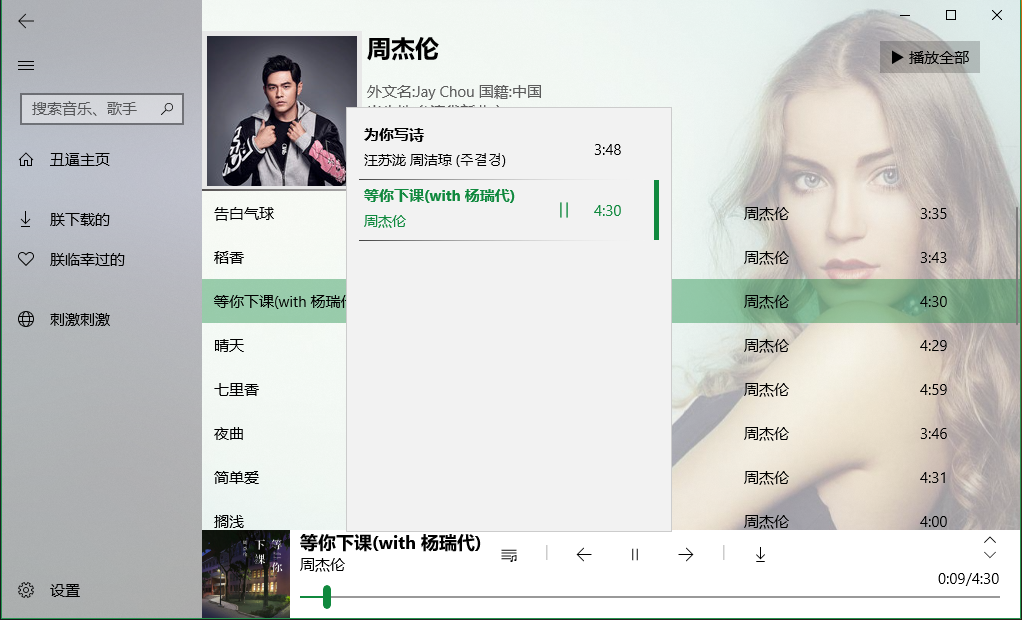 搜索音乐、歌手
丑逼主页
朕下载的
朕临幸过的
刺激刺激
设置
周杰伦
外文名:Jay Chou 国籍:中国
播放全部
为你写诗
汪苏泷 周洁琼 (주결경)
3:48
等你下课(with 杨瑞代)
周杰伦
4:30
告白气球 周杰伦 3:35
稻香 周杰伦 3:43
等你下课(with 杨瑞代 周杰伦 4:30
晴天 周杰伦 4:29
七里香 周杰伦 4:59
夜曲 周杰伦 3:46
简单爱 周杰伦 4:31
搁浅 周杰伦 4:00
等你
下课
等你下课(with 杨瑞代)
周杰伦
0:09/4:30